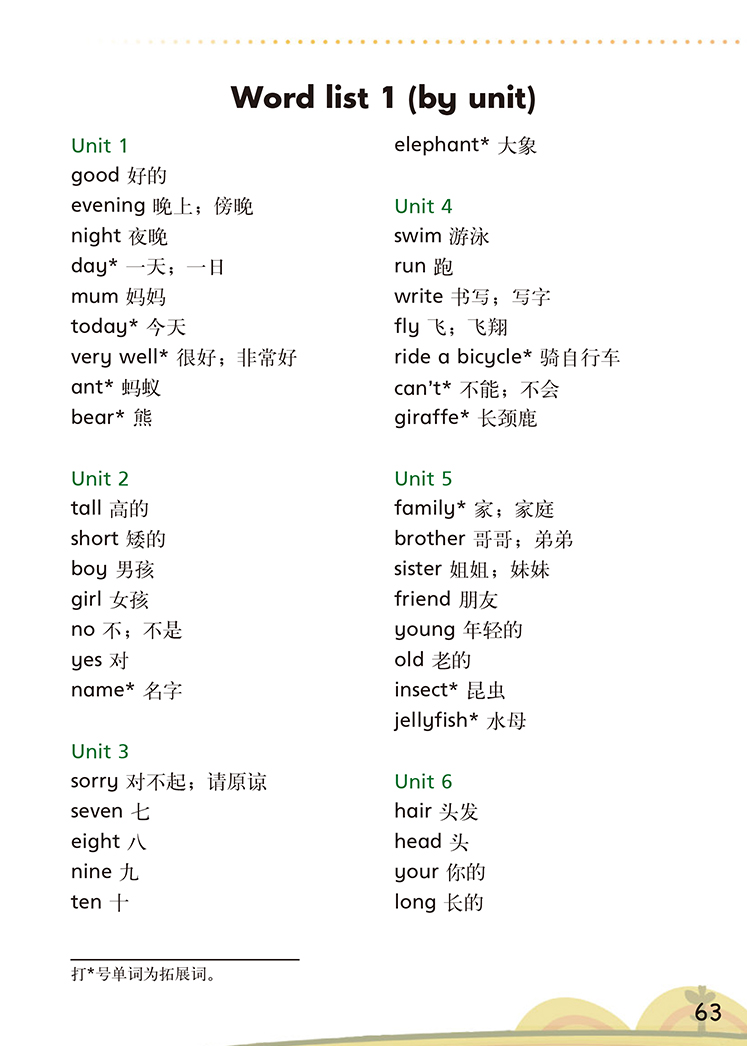 Word list 1 (by unit)
Unit 1
good 好的
evening 晚上；傍晚
night 夜晚
day* 一天；一日
mum 妈妈
today* 今天
very well* 很好；非常好
ant* 蚂蚁
bear* 熊
Unit 2
tall 高的
short 矮的
boy 男孩
girl 女孩
no 不；不是
yes 对
name* 名字
Unit 3
sorry 对不起；请原谅
seven 七
eight 八
nine 九
ten 十
elephant* 大象
Unit 4
swim 游泳
run 跑
write 书写；写字
fly 飞；飞翔
ride a bicycle* 骑自行车
can't* 不能；不会
giraffe* 长颈鹿
Unit 5
family* 家；家庭
brother 哥哥；弟弟
sister 姐姐；妹妹
friend 朋友
young 年轻的
old 老的
insect* 昆虫
jellyfish* 水母
Unit 6
hair 头发
head 头
your 你的
long 长的
打*号单词为拓展词。
63